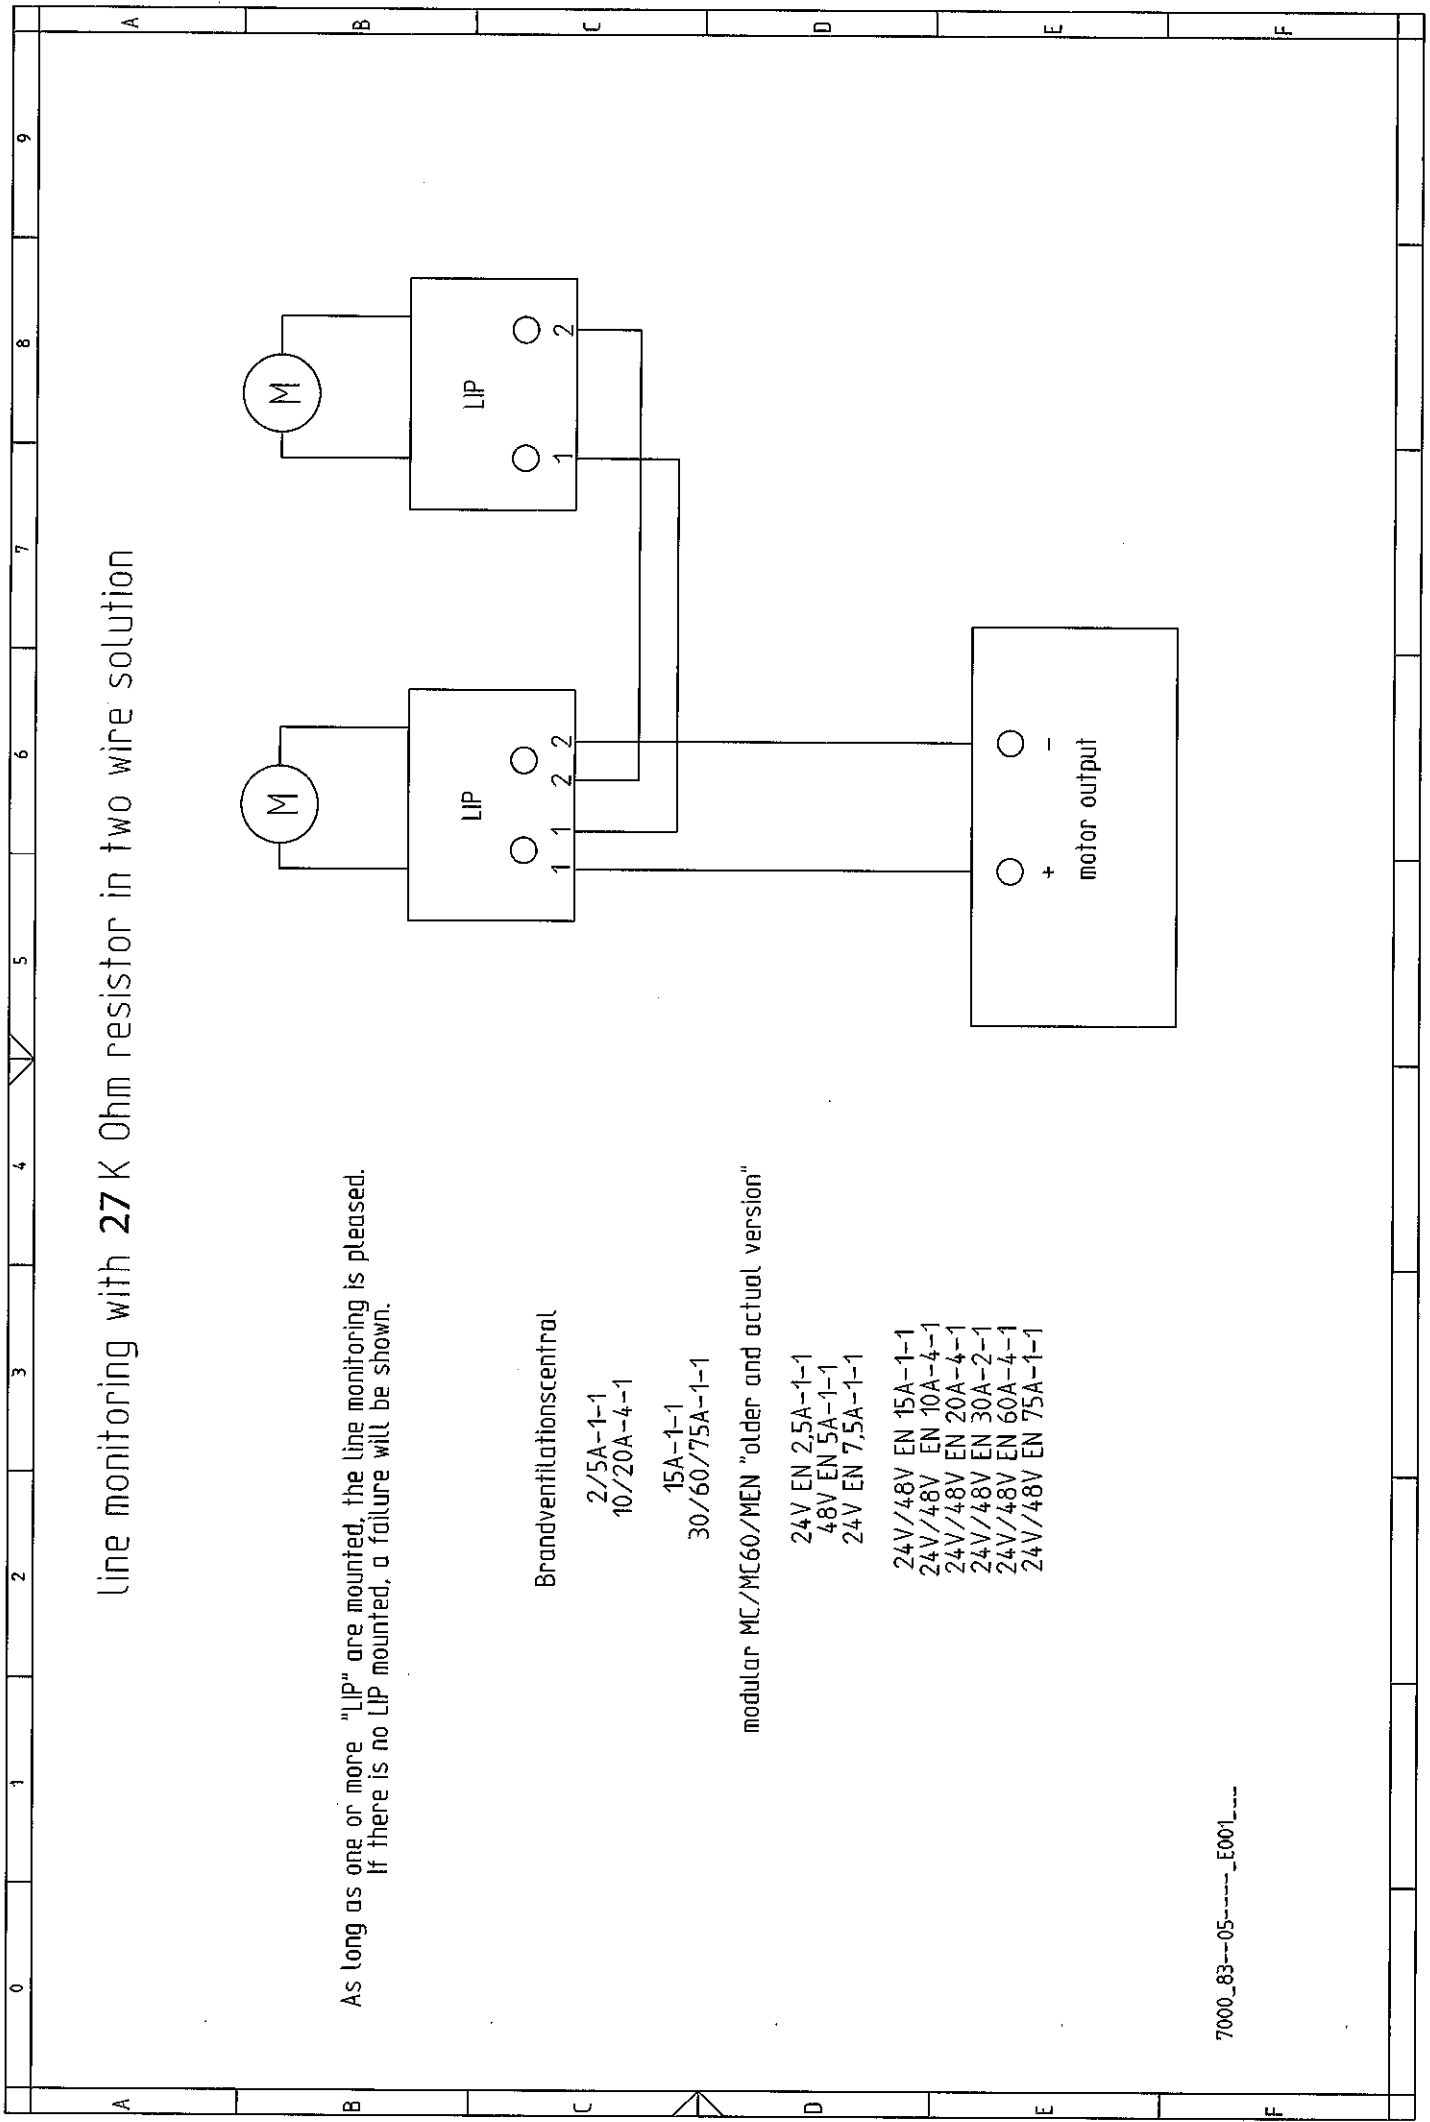 0 1 2 3 4 5 6 7 8 9
line monitoring with 27 K Ohm resistor in two wire solution
As long as one or more "LIP" are mounted, the line monitoring is pleased.
If there is no LIP mounted, a failure will be shown.
Brandventilationscentral
2/5A-1-1
10/20A-4-1
15A-1-1
30/60/75A-1-1
modular MC/MC60/MEN "older and actual version"
24V EN 2,5A-1-1
48V EN 5A-1-1
24V EN 7,5A-1-1
24V/48V EN 15A-1-1
24V/48V EN 10A-4-1
24V/48V EN 20A-4-1
24V/48V EN 30A-2-1
24V/48V EN 60A-4-1
24V/48V EN 75A-1-1
M
M
LIP
LIP
1 1 2 2
1 2
+ -
motor output
7000_83--05-----_E001___
A
B
C
D
E
F
A
B
C
D
E
F